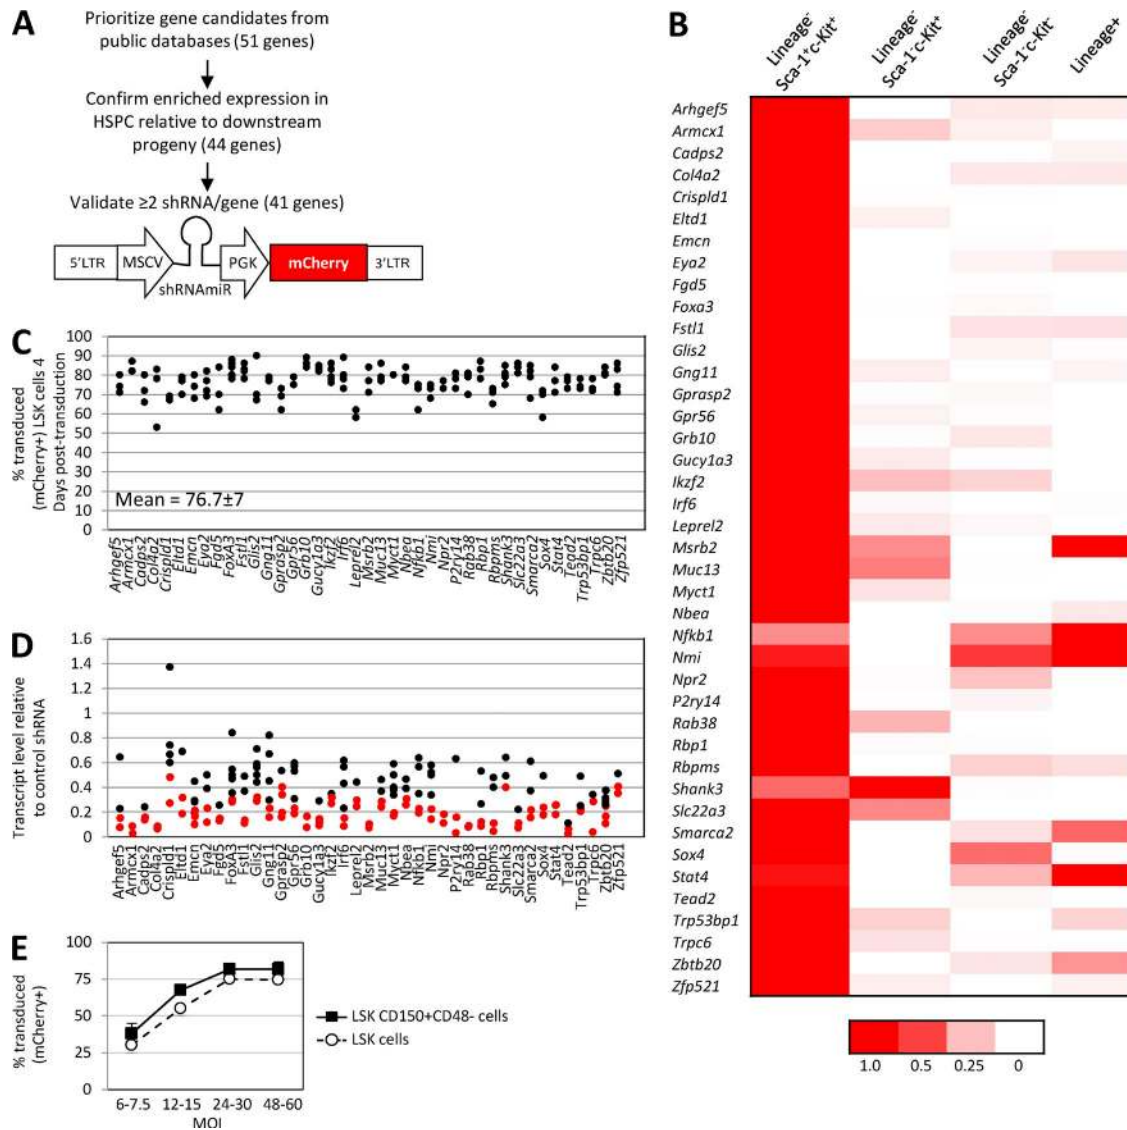 A
Prioritize gene candidates from
public databases (51 genes)
Confirm enriched expression in
HSPC relative to downstream
progeny (44 genes)
Validate ≥2 shRNA/gene (41 genes)
5'LTR
MSCV
shRNAmiR
PGK
mCherry
3'LTR
B
Lineage-
Sca-1+c-Kit+
Lineage-
Sca-1-c-Kit+
Lineage-
Sca-1-c-Kit-
Lineage+
Arhgef5
Armcx1
Cadps2
Col4a2
Crispld1
Eltd1
Emcn
Eya2
Fgd5
Foxa3
Fstl1
Glis2
Gng11
Gprasp2
Gpr56
Grb10
Gucy1a3
Ikzf2
Irf6
Leprel2
Msrb2
Muc13
Myct1
Nbea
Nfkb1
Nmi
Npr2
P2ry14
Rab38
Rbp1
Rbpms
Shank3
Slc22a3
Smarca2
Sox4
Stat4
Tead2
Trp53bp1
Trpc6
Zbtb20
Zfp521
1.0 0.5 0.25 0
C
% transduced
(mCherry+) LSK cells 4
Days post-transduction
100
90
80
70
60
50
40
30
20
10
0
Mean = 76.7±7
Arhgef5
Armcx1
Cadps2
Col4a2
Crispld1
Eltd1
Emcn
Eya2
Fgd5
FoxA3
Fstl1
Glis2
Gng11
Gprasp2
Gpr56
Grb10
Gucy1a3
Ikzf2
Irf6
Leprel2
Msrb2
Muc13
Myct1
Nbea
Nfkb1
Nmi
Npr2
P2ry14
Rab38
Rbp1
Rbpms
Shank3
Slc22a3
Smarca2
Sox4
Stat4
Tead2
Trp53bp1
Trpc6
Zbtb20
Zfp521
D
Transcript level relative
to control shRNA
1.6
1.4
1.2
1
0.8
0.6
0.4
0.2
0
Arhgef5
Armcx1
Cadps2
Col4a2
Crispld1
Eltd1
Emcn
Eya2
Fgd5
FoxA3
Fstl1
Glis2
Gng11
Gprasp2
Gpr56
Grb10
Gucy1a3
Ikzf2
Irf6
Leprel2
Msrb2
Muc13
Myct1
Nbea
Nfkb1
Nmi
Npr2
P2ry14
Rab38
Rbp1
Rbpms
Shank3
Slc22a3
Smarca2
Sox4
Stat4
Tead2
Trp53bp1
Trpc6
Zbtb20
Zfp521
E
% transduced
(mCherry+)
100
75
50
25
0
6-7.5 12-15 24-30 48-60
MOI
LSK CD150+CD48- cells
LSK cells